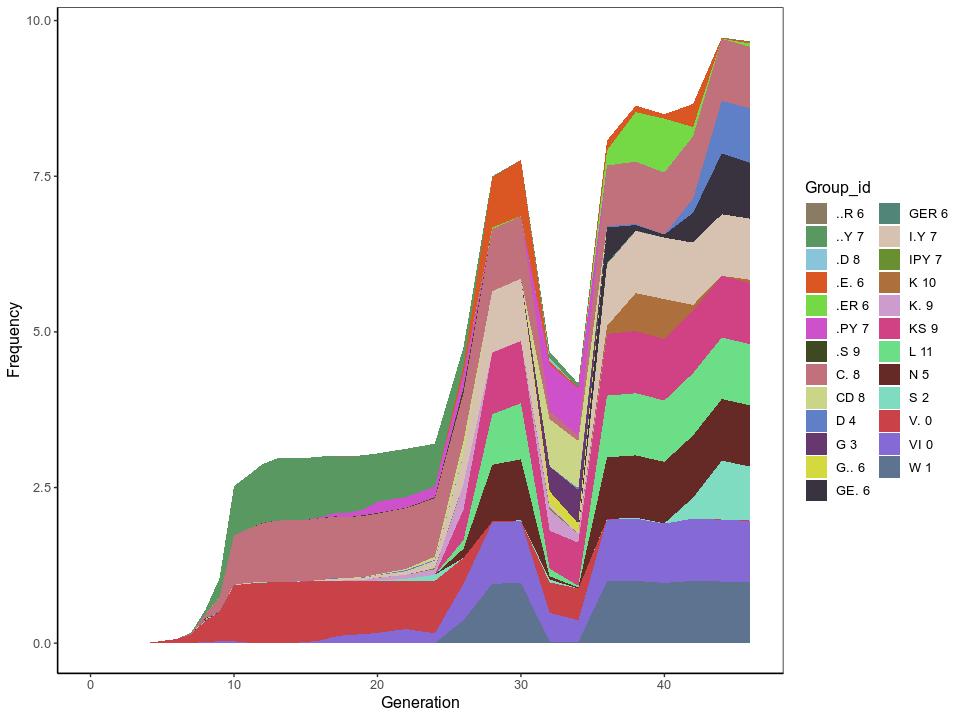 10.0
7.5
5.0
2.5
0.0
Frequency
0
10
20
30
40
Generation
Group_id
..R 6
..Y 7
.D 8
.E. 6
.ER 6
.PY 7
.S 9
C. 8
CD 8
D 4
G 3
G.. 6
GE. 6
GER 6
I.Y 7
IPY 7
K 10
K. 9
KS 9
L 11
N 5
S 2
V. 0
VI 0
W 1